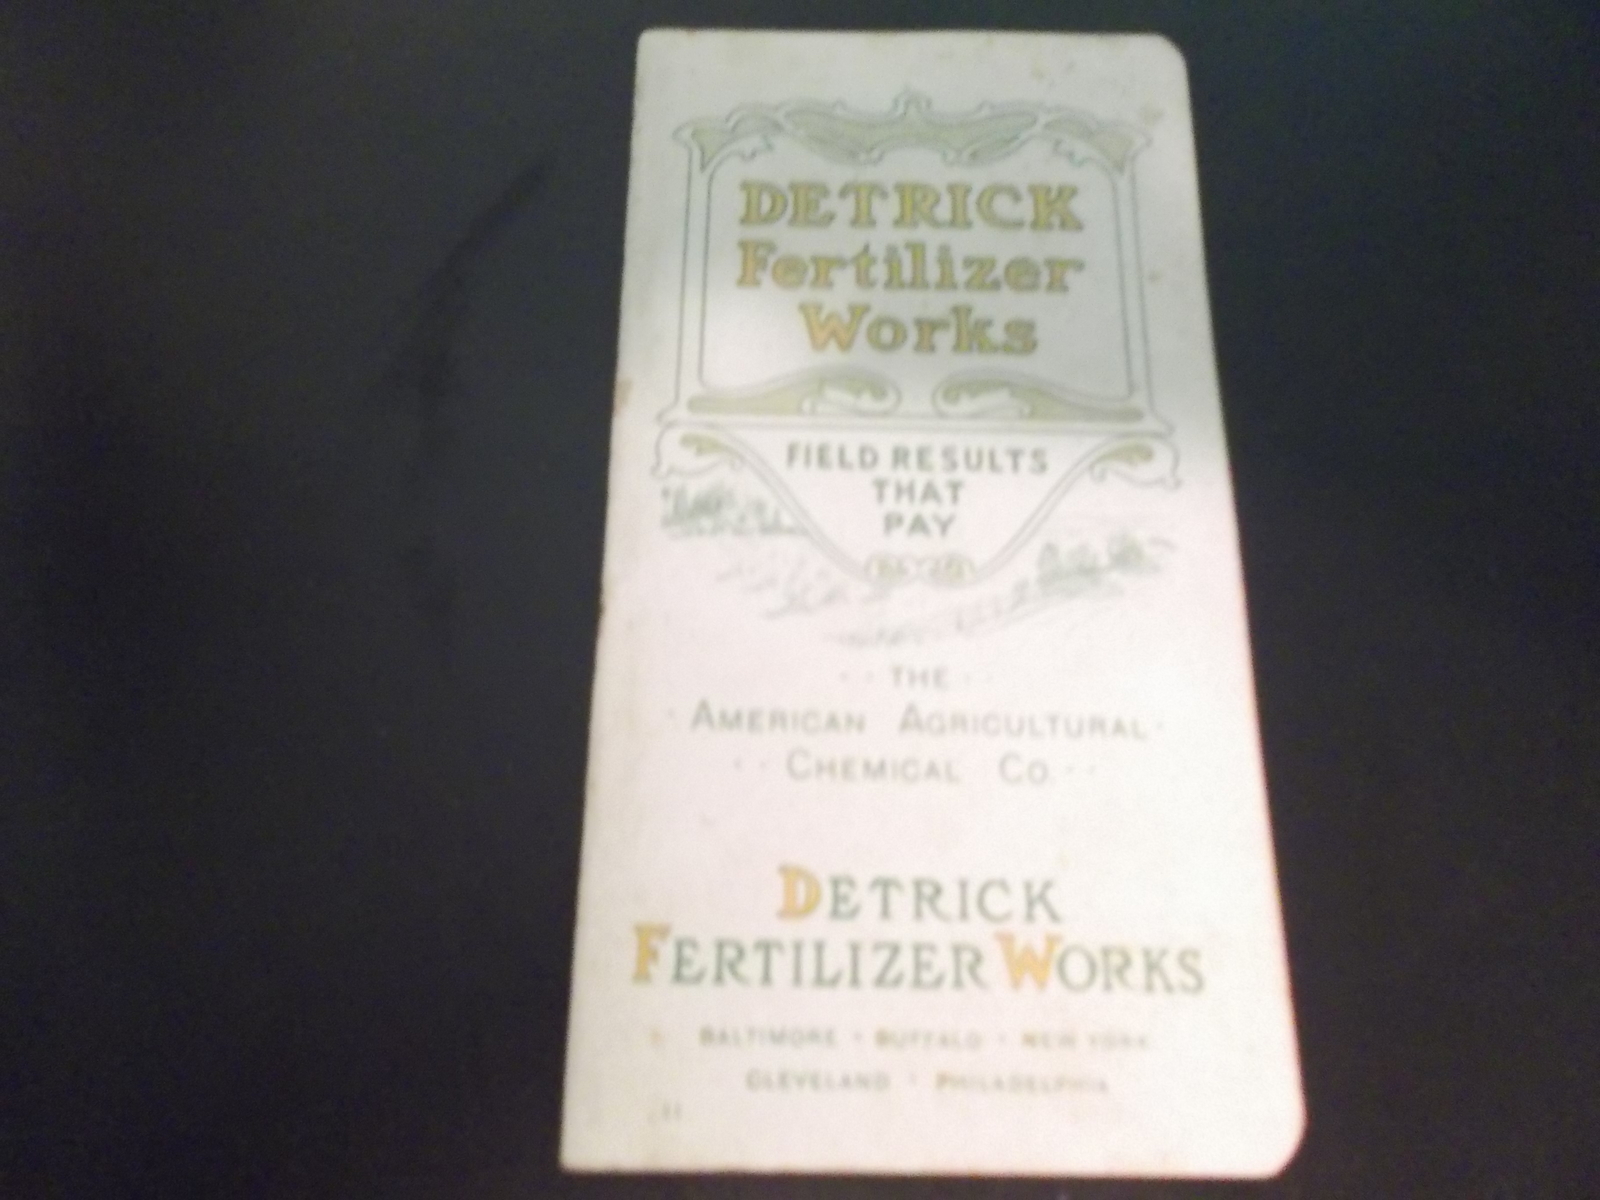 DETRICK
Fertilizer
Works
FIELD RESULTS
THAT
PAY
THE
AMERICAN AGRICULTURAL
CHEMICAL CO.
DETRICK
FERTILIZER WORKS
BALTIMORE · BUFFALO · NEW YORK
CLEVELAND · PHILADELPHIA